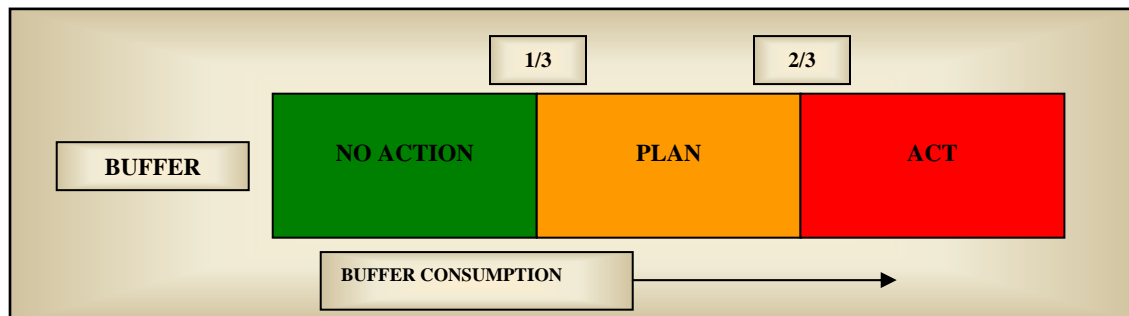 1/3 2/3
NO ACTION PLAN ACT
BUFFER
BUFFER CONSUMPTION